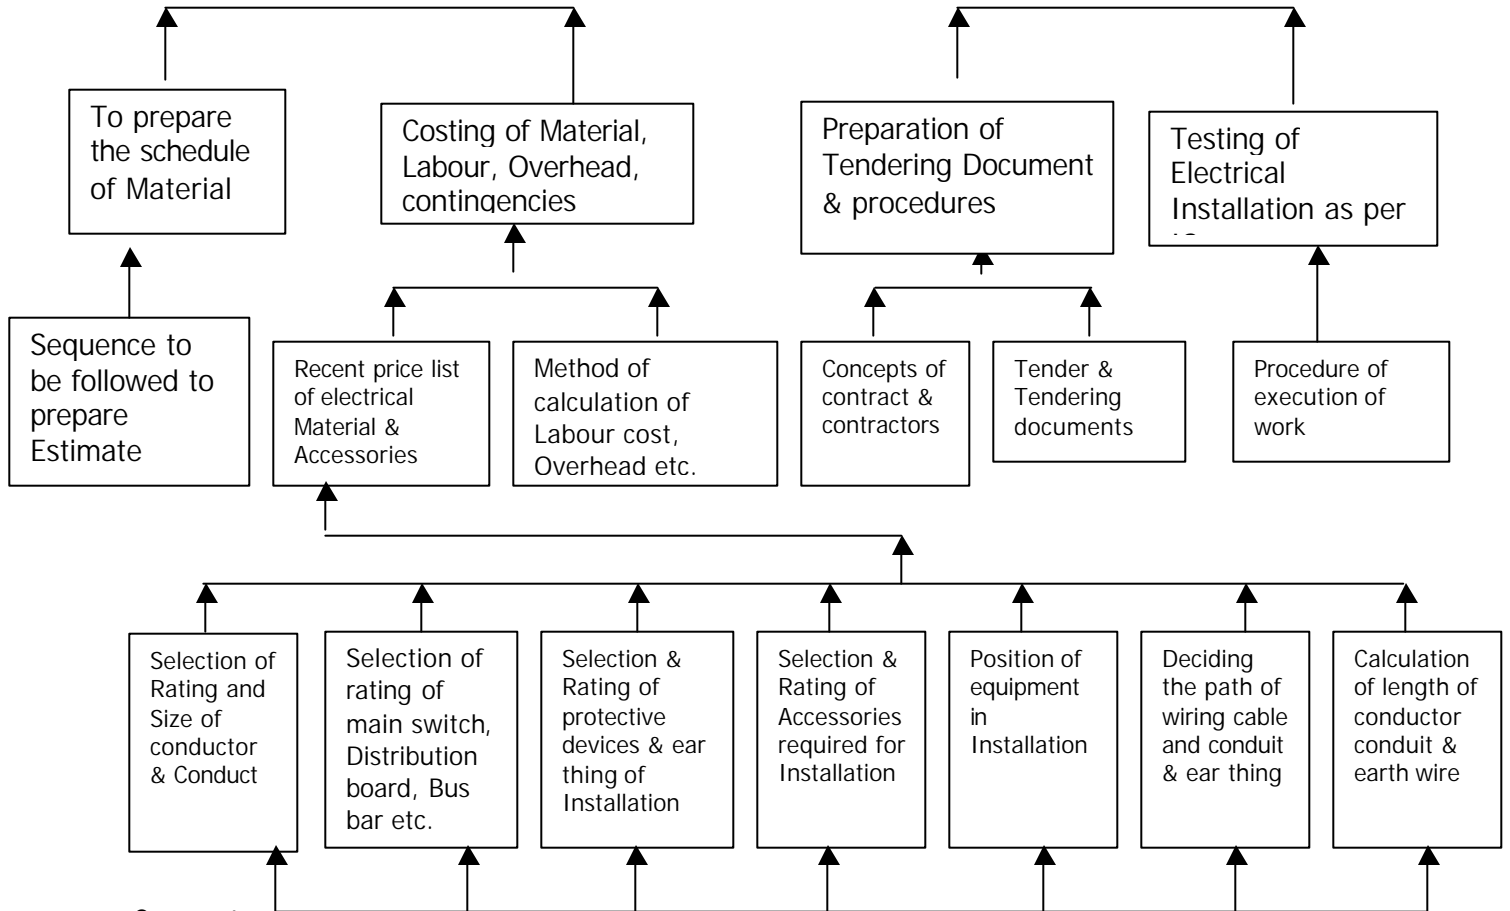 To prepare
the schedule
of Material
Costing of Material,
Labour, Overhead,
contingencies
Preparation of
Tendering Document
& procedures
Testing of
Electrical
Installation as per
Sequence to
be followed to
prepare
Estimate
Recent price list
of electrical
Material &
Accessories
Method of
calculation of
Labour cost,
Overhead etc.
Concepts of
contract &
contractors
Tender &
Tendering
documents
Procedure of
execution of
work
Selection of
Rating and
Size of
conductor
& Conduct
Selection of
rating of
main switch,
Distribution
board, Bus
bar etc.
Selection &
Rating of
protective
devices & ear
thing of
Installation
Selection &
Rating of
Accessories
required for
Installation
Position of
equipment
in
Installation
Deciding
the path of
wiring cable
and conduit
& ear thing
Calculation
of length of
conductor
conduit &
earth wire